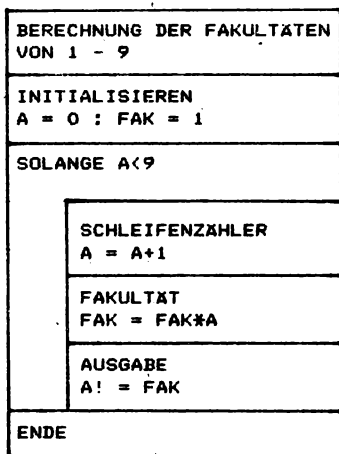 BERECHNUNG DER FAKULTÄTEN
VON 1 - 9
INITIALISIEREN
A = 0 : FAK = 1
SOLANGE A<9
SCHLEIFENZÄHLER
A = A+1
FAKULTÄT
FAK = FAK*A
AUSGABE
A! = FAK
ENDE